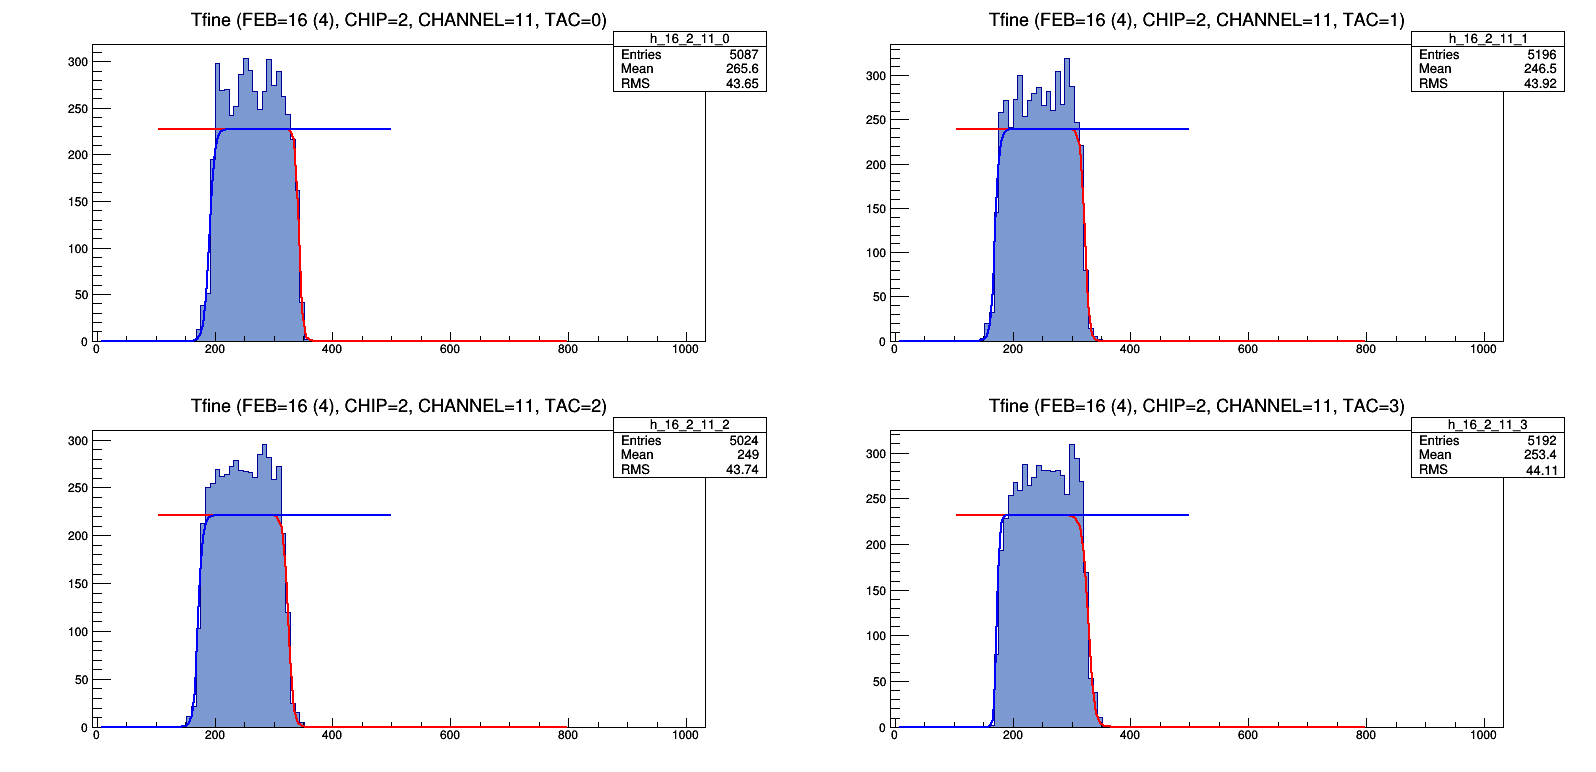 Tfine (FEB=16 (4), CHIP=2, CHANNEL=11, TAC=0)
h_16_2_11_0
Entries 5087
Mean 265.6
RMS 43.65
300
250
200
150
100
50
0
0 200 400 600 800 1000
Tfine (FEB=16 (4), CHIP=2, CHANNEL=11, TAC=1)
h_16_2_11_1
Entries 5196
Mean 246.5
RMS 43.92
300
250
200
150
100
50
0
0 200 400 600 800 1000
Tfine (FEB=16 (4), CHIP=2, CHANNEL=11, TAC=2)
h_16_2_11_2
Entries 5024
Mean 249
RMS 43.74
300
250
200
150
100
50
0
0 200 400 600 800 1000
Tfine (FEB=16 (4), CHIP=2, CHANNEL=11, TAC=3)
h_16_2_11_3
Entries 5192
Mean 253.4
RMS 44.11
300
250
200
150
100
50
0
0 200 400 600 800 1000